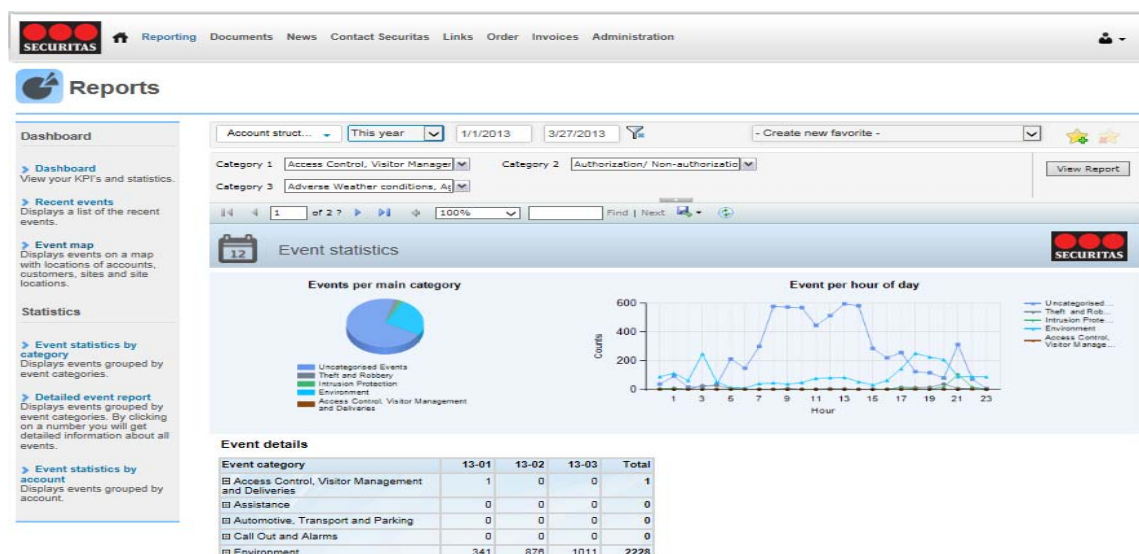 SECURITAS
Reporting Documents News Contact Securitas Links Order Invoices Administration
Reports
Dashboard
Dashboard
View your KPI's and statistics.
Recent events
Displays a list of the recent
events.
Event map
Displays events on a map
with locations of accounts,
customers, sites and site
locations.
Statistics
Event statistics by
category
Displays events grouped by
event categories.
Detailed event report
Displays events grouped by
event categories. By clicking
on a number you will get
detailed information about all
events.
Event statistics by
account
Displays events grouped by
account.
Account struct... This year 1/1/2013 3/27/2013 - Create new favorite -
Category 1 Access Control, Visitor Manager Category 2 Authorization/ Non-authorizatio View Report
Category 3 Adverse Weather conditions, Ag
1 of 2 ? 100% Find | Next
12 Event statistics SECURITAS
Events per main category
Uncategorised Events
Theft and Robbery
Intrusion Protection
Environment
Access Control, Visitor Management
and Deliveries
Event per hour of day
600
400
200
0
Counts
1 3 5 7 9 11 13 15 17 19 21 23
Hour
Uncategorised...
Theft and Rob...
Intrusion Prote...
Environment
Access Control,
Visitor Manage...
Event details
Event category 13-01 13-02 13-03 Total
Access Control, Visitor Management
and Deliveries 1 0 0 1
Assistance 0 0 0 0
Automotive, Transport and Parking 0 0 0 0
Call Out and Alarms 0 0 0 0
Environment 341 876 1011 2228